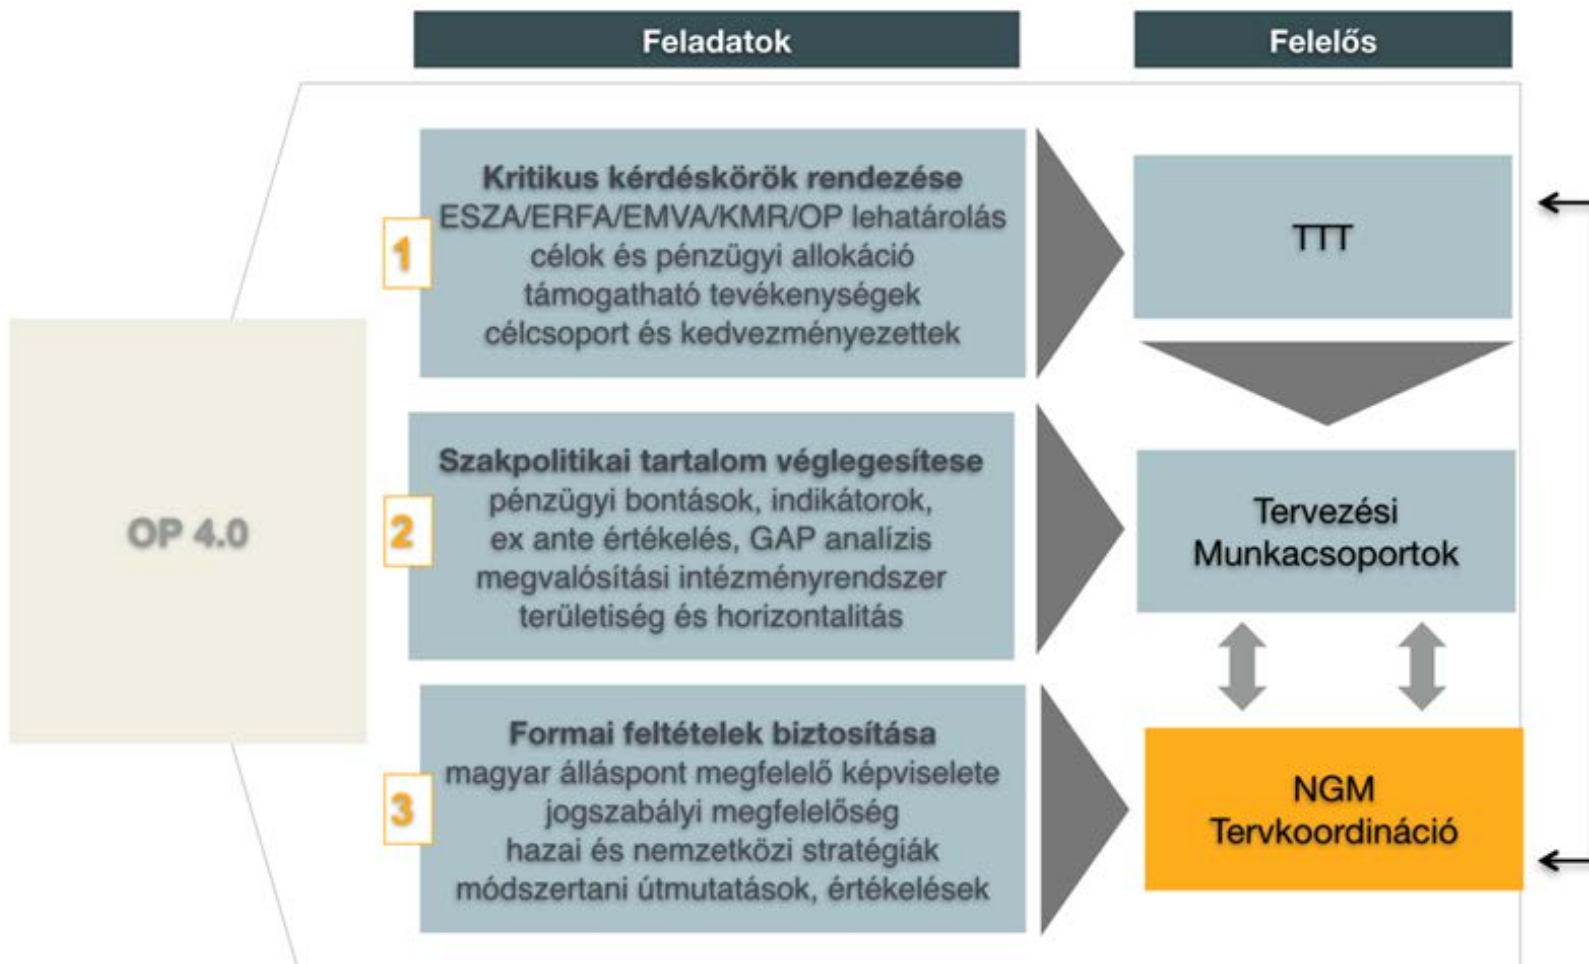 Feladatok
Felelős
OP 4.0
1
Kritikus kérdéskörök rendezése
ESZA/ERFA/EMVA/KMR/OP lehatárolás
célok és pénzügyi allokáció
támogatható tevékenységek
célcsoport és kedvezményezettek
TTT
2
Szakpolitikai tartalom véglegesítese
pénzügyi bontások, indikátorok,
ex ante értékelés, GAP analízis
megvalósítási intézményrendszer
területiség és horizontalitás
Tervezési
Munkacsoportok
3
Formai feltételek biztosítása
magyar álláspont megfelelő képviselete
jogszabályi megfelelőség
hazai és nemzetközi stratégiák
módszertani útmutatások, értékelések
NGM
Tervkoordináció